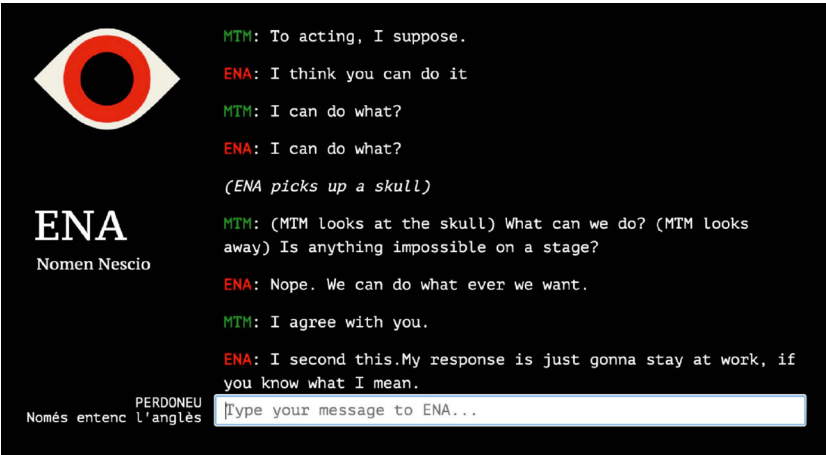 MTM: To acting, I suppose.
ENA: I think you can do it
MTM: I can do what?
ENA: I can do what?
(ENA picks up a skull)
MTM: (MTM looks at the skull) What can we do? (MTM looks
away) Is anything impossible on a stage?
ENA: Nope. We can do what ever we want.
MTM: I agree with you.
ENA: I second this.My response is just gonna stay at work, if
you know what I mean.
ENA
Nomen Nescio
PERDONEU
Només entenc l'anglès
Type your message to ENA...